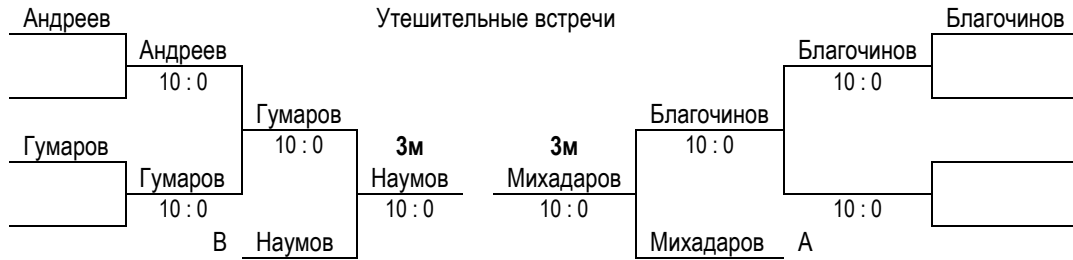 Андреев Утешительные встречи Благочинов
Андреев Благочинов
10 : 0 10 : 0
Гумаров Благочинов
Гумаров 10 : 0 3м 3м 10 : 0
Гумаров Наумов Михадаров
10 : 0 10 : 0 10 : 0 10 : 0
В Наумов Михадаров А